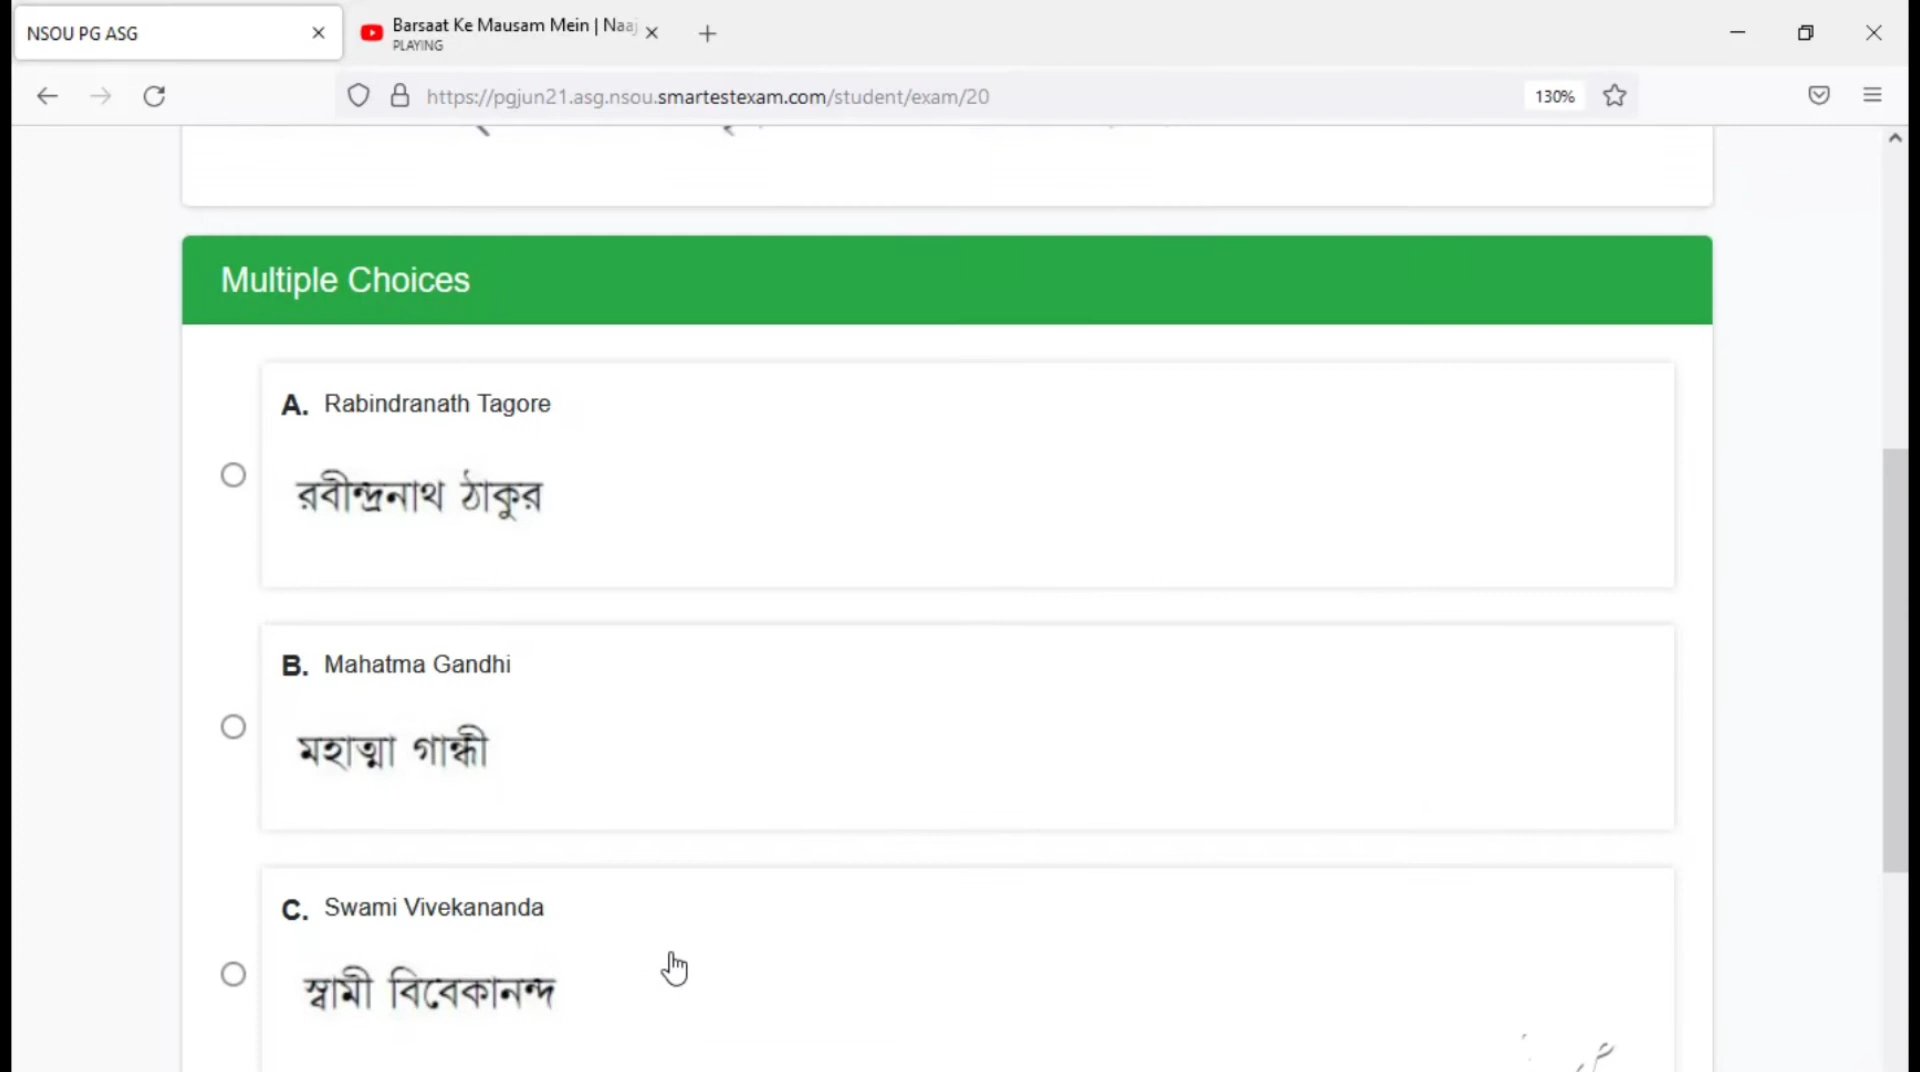 NSOU PG ASG
Barsaat Ke Mausam Mein | Naaj
PLAYING
https://pgjun21.asg.nsou.smartestexam.com/student/exam/20
130%
Multiple Choices
A. Rabindranath Tagore
রবীন্দ্রনাথ ঠাকুর
B. Mahatma Gandhi
মহাত্মা গান্ধী
C. Swami Vivekananda
স্বামী বিবেকানন্দ